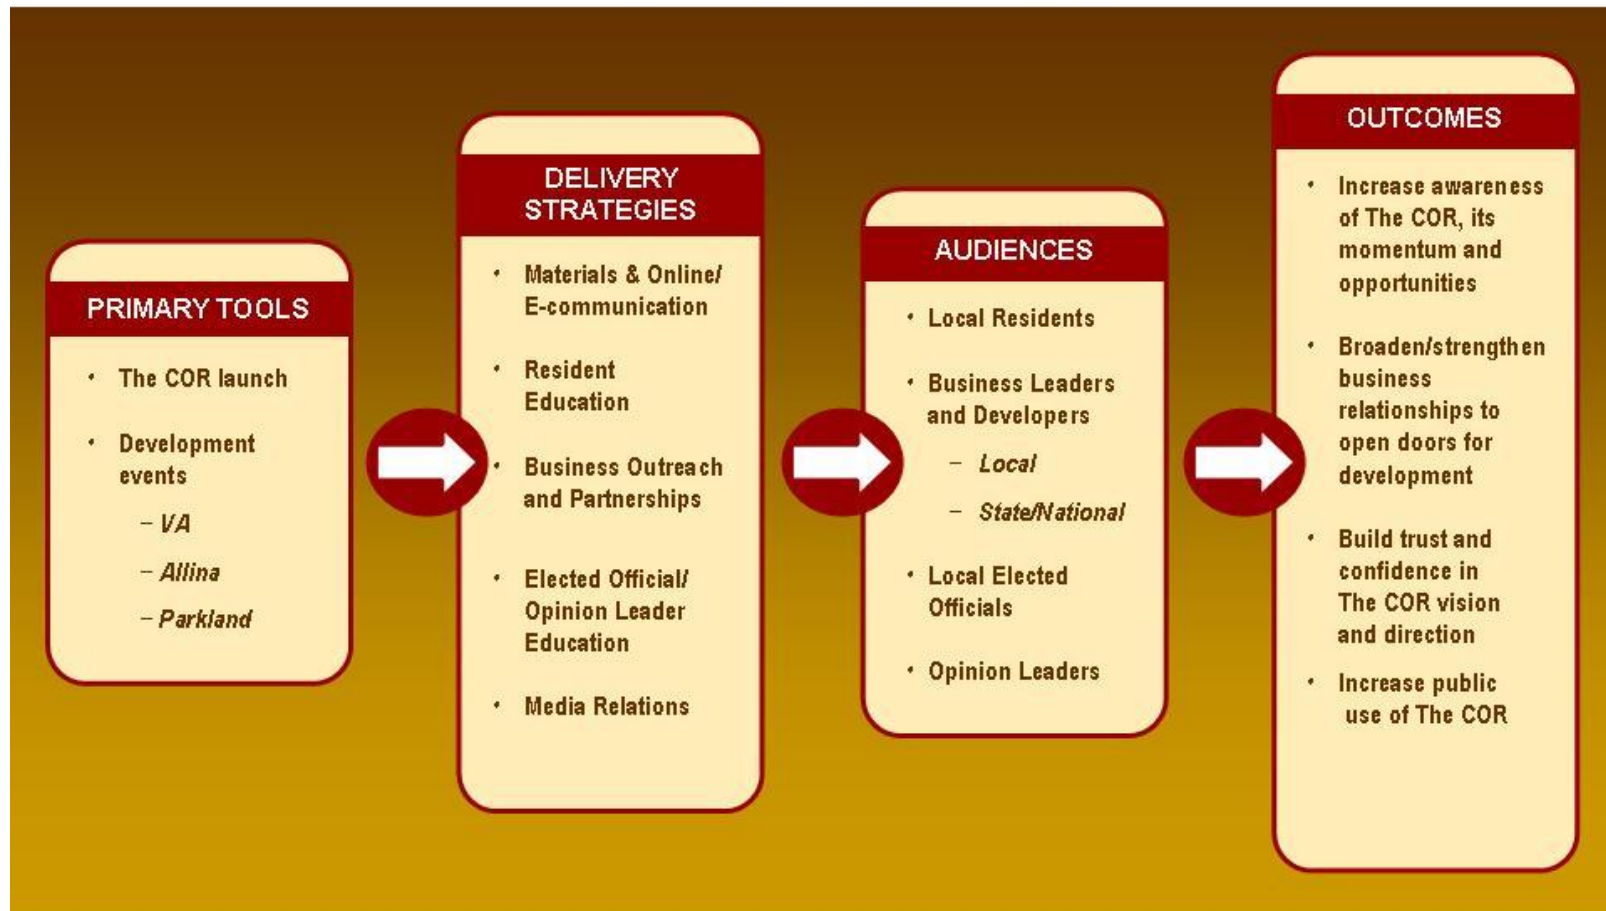 PRIMARY TOOLS
• The COR launch
• Development
events
– VA
– Allina
– Parkland
DELIVERY
STRATEGIES
• Materials & Online/
E-communication
• Resident
Education
• Business Outreach
and Partnerships
• Elected Official/
Opinion Leader
Education
• Media Relations
AUDIENCES
• Local Residents
• Business Leaders
and Developers
– Local
– State/National
• Local Elected
Officials
• Opinion Leaders
OUTCOMES
• Increase awareness
of The COR, its
momentum and
opportunities
• Broaden/strengthen
business
relationships to
open doors for
development
• Build trust and
confidence in
The COR vision
and direction
• Increase public
use of The COR